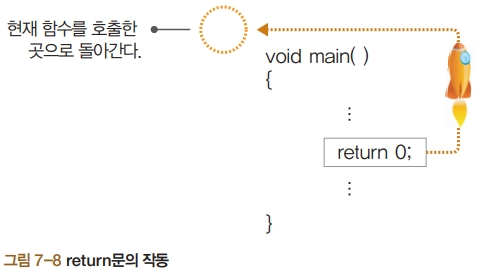 현재 함수를 호출한
곳으로 돌아간다.
void main( )
{
⋮
return 0;
⋮
}
그림 7-8 return문의 작동